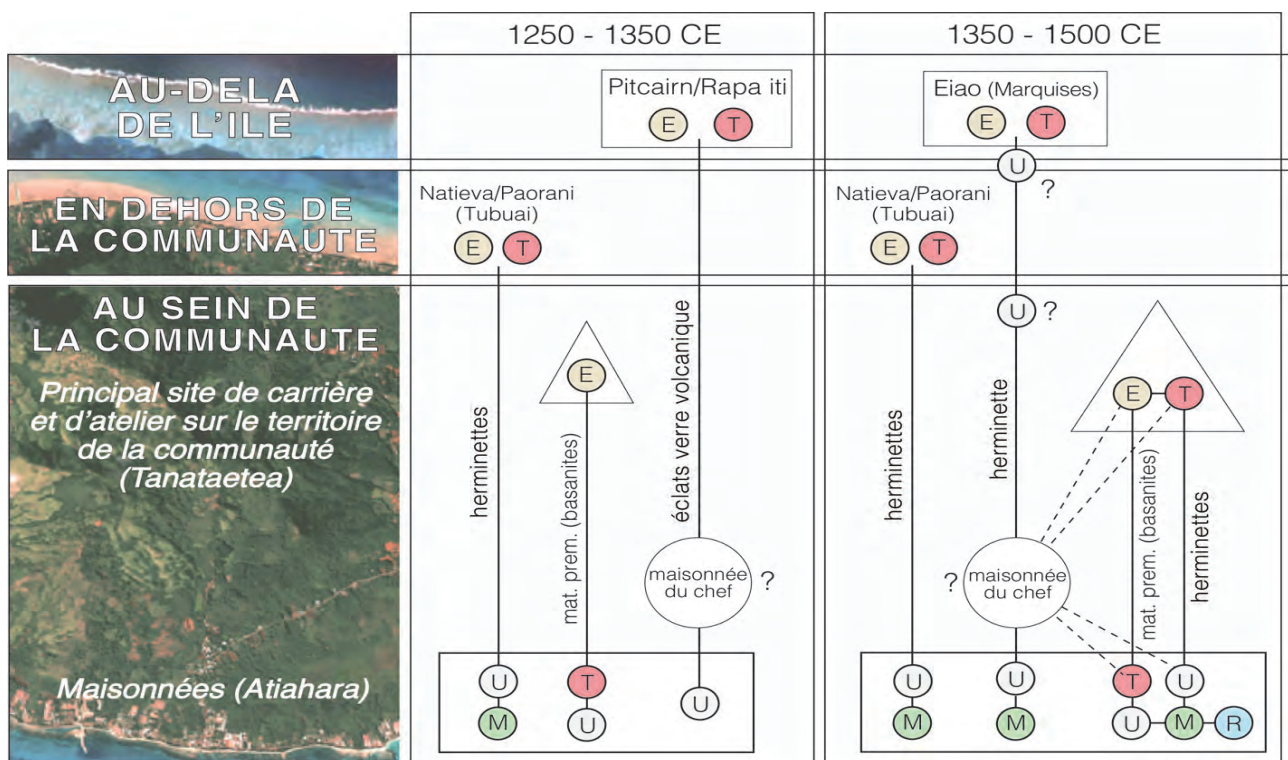 1250 - 1350 CE
1350 - 1500 CE
AU-DELA
DE L'ILE
Pitcairn/Rapa iti
E T
Eiao (Marquises)
E T
U
?
EN DEHORS DE
LA COMMUNAUTE
Natieva/Paorani
(Tubuai)
E T
Natieva/Paorani
(Tubuai)
E T
AU SEIN DE
LA COMMUNAUTE
Principal site de carrière
et d'atelier sur le territoire
de la communauté
(Tanataetea)
Maisonnées (Atiahara)
herminettes
E
mat. prem. (basanites)
éclats verre volcanique
maisonnée
du chef
?
U
M
T
U
U
herminettes
U
?
herminette
?
maisonnée
du chef
E T
mat. prem. (basanites)
herminettes
U
M
U
M
T U
U M R